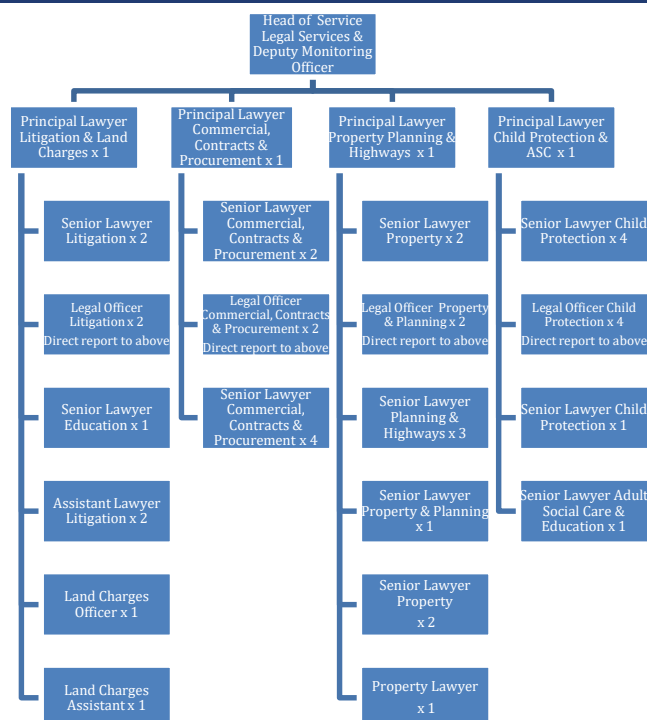 Head of Service
Legal Services &
Deputy Monitoring
Officer
Principal Lawyer
Litigation & Land
Charges x 1
Principal Lawyer
Commercial,
Contracts &
Procurement x 1
Principal Lawyer
Property Planning &
Highways x 1
Principal Lawyer
Child Protection &
ASC x 1
Senior Lawyer
Litigation x 2
Legal Officer
Litigation x 2
Direct report to above
Senior Lawyer
Education x 1
Assistant Lawyer
Litigation x 2
Land Charges
Officer x 1
Land Charges
Assistant x 1
Senior Lawyer
Commercial,
Contracts &
Procurement x 2
Legal Officer
Commercial, Contracts
& Procurement x 2
Direct report to above
Senior Lawyer
Commercial,
Contracts &
Procurement x 4
Senior Lawyer
Property x 2
Legal Officer Property
& Planning x 2
Direct report to above
Senior Lawyer
Planning &
Highways x 3
Senior Lawyer
Property & Planning
x 1
Senior Lawyer
Property
x 2
Property Lawyer
x 1
Senior Lawyer Child
Protection x 4
Legal Officer Child
Protection x 4
Direct report to above
Senior Lawyer Child
Protection x 1
Senior Lawyer Adult
Social Care &
Education x 1